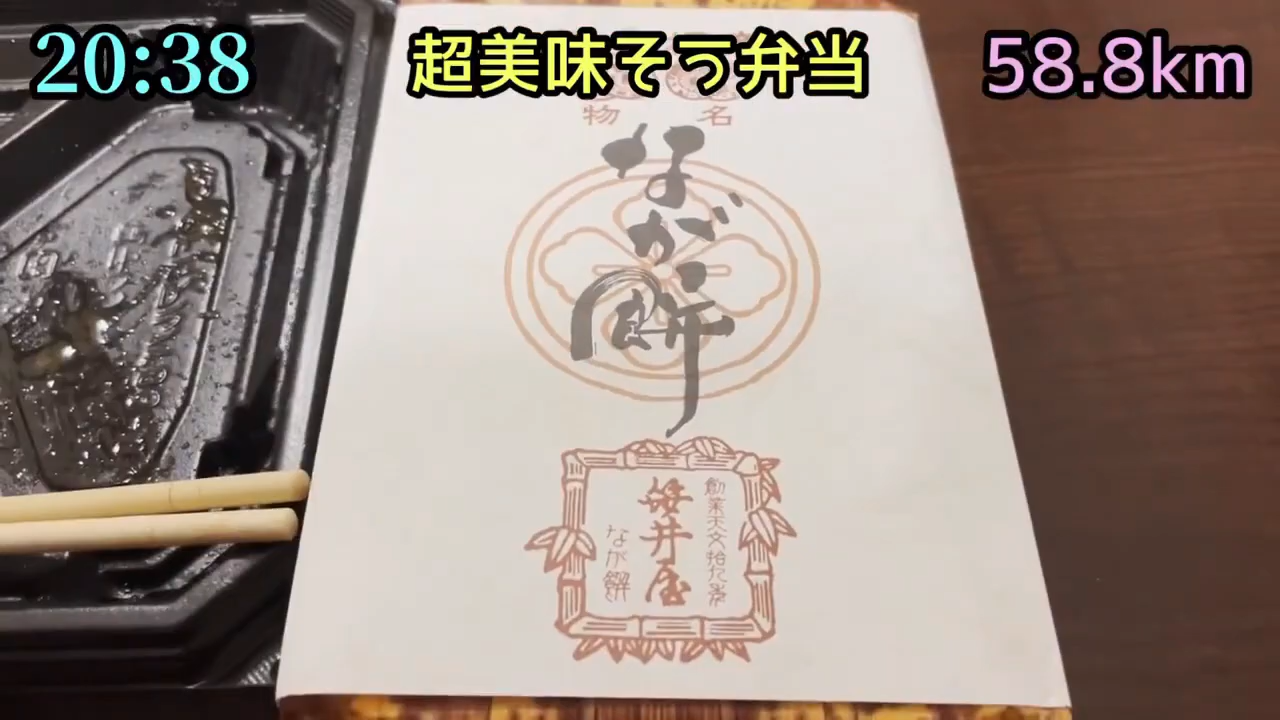 20:38
超美味そう弁当
58.8km
名物
なが餅
創業天文拾九年
笹井屋
なが餅